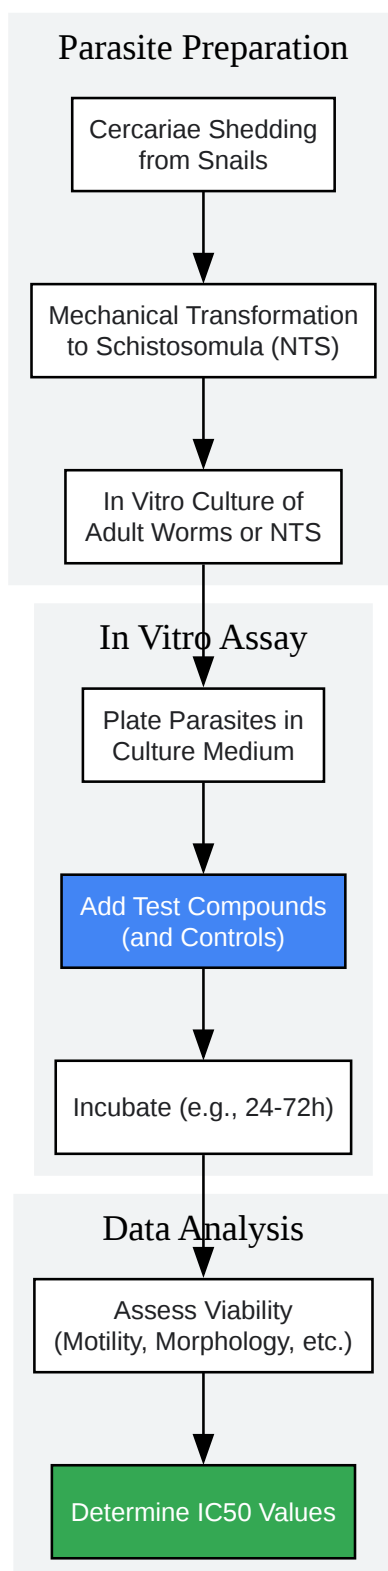 Parasite Preparation
Cercariae Shedding
from Snails
Mechanical Transformation
to Schistosomula (NTS)
In Vitro Culture of
Adult Worms or NTS
In Vitro Assay
Plate Parasites in
Culture Medium
Add Test Compounds
(and Controls)
Incubate (e.g., 24-72h)
Data Analysis
Assess Viability
(Motility, Morphology, etc.)
Determine IC50 Values